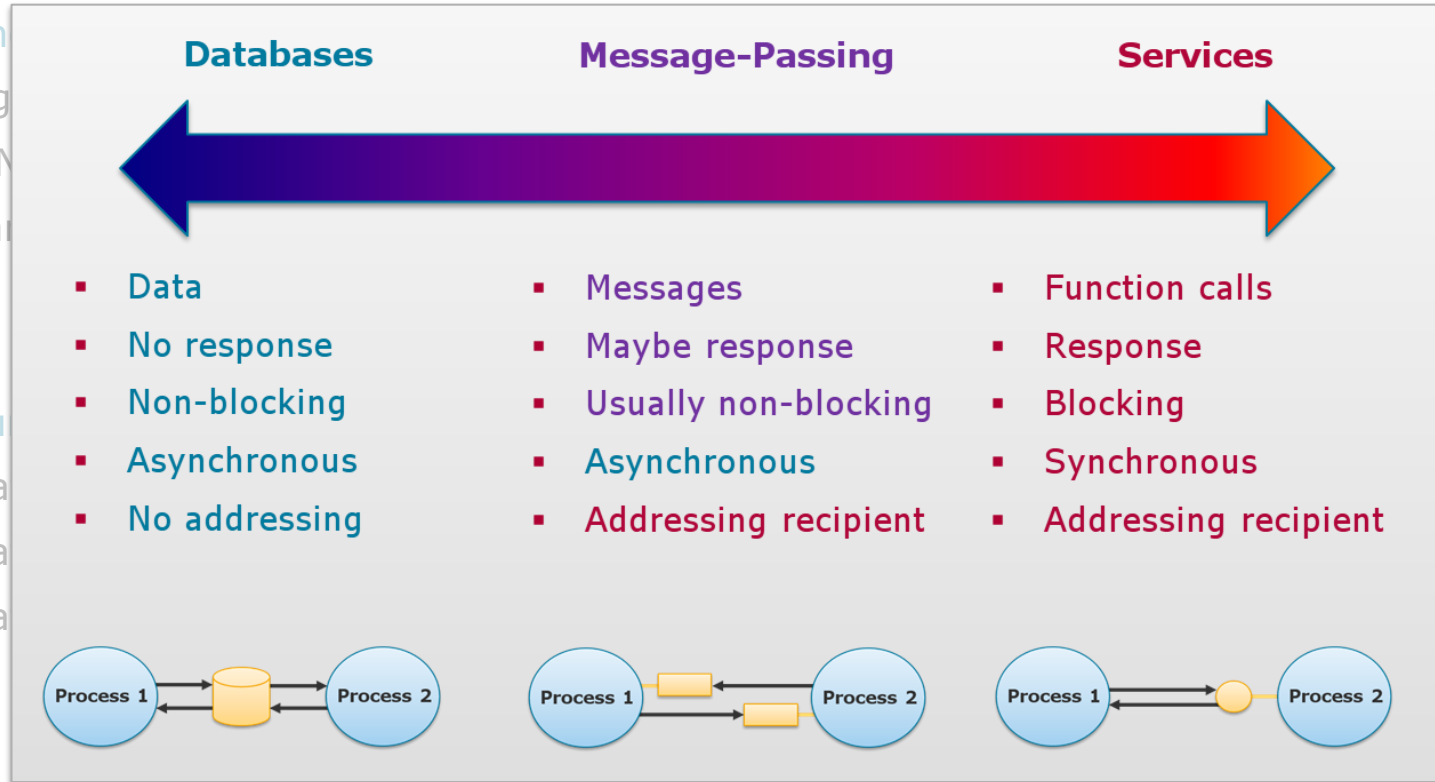 Databases
Message-Passing
Services
Data
No response
Non-blocking
Asynchronous
No addressing
Messages
Maybe response
Usually non-blocking
Asynchronous
Addressing recipient
Function calls
Response
Blocking
Synchronous
Addressing recipient
Process 1
Process 2
Process 1
Process 2
Process 1
Process 2